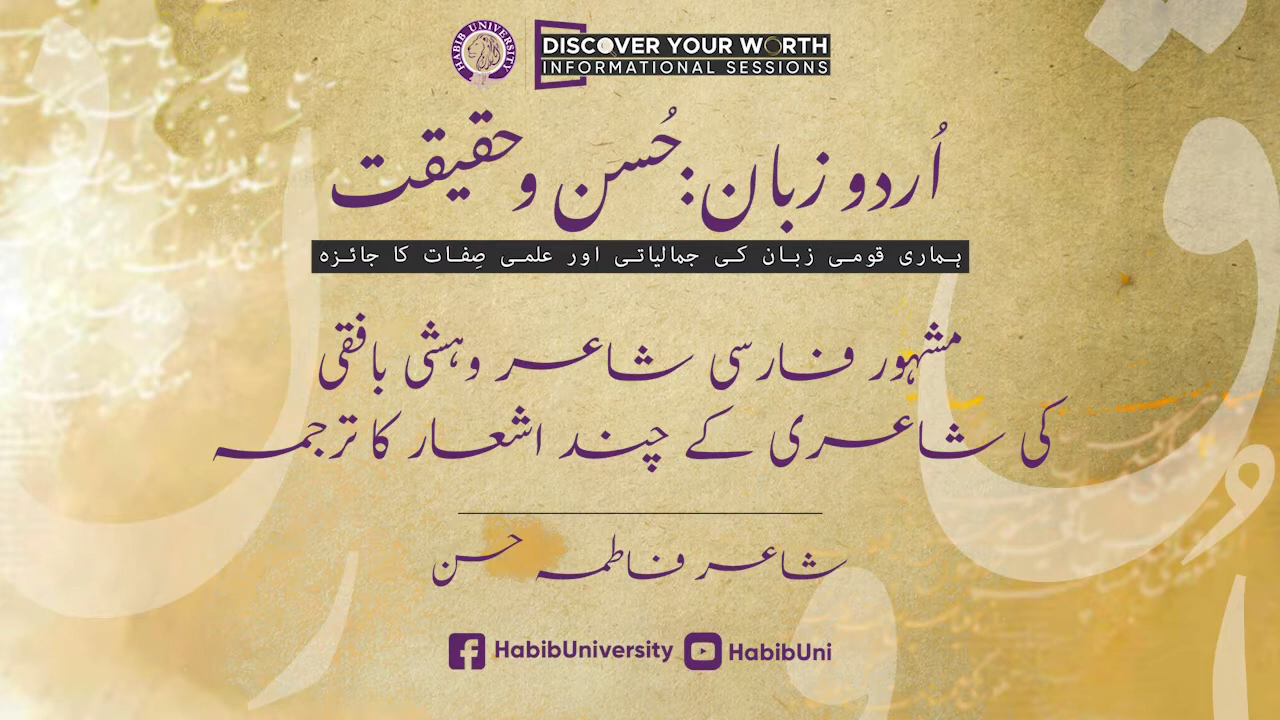 HABIB UNIVERSITY
DISCOVER YOUR WORTH
INFORMATIONAL SESSIONS
اُردو زبان: حُسن و حقیقت
ہماری قومی زبان کی جمالیاتی اور علمی صِفات کا جائزہ
مشہور فارسی شاعر وہشی بافقی
کی شاعری کے چند اشعار کا ترجمہ
شاعر فاطمہ حسن
HabibUniversity HabibUni